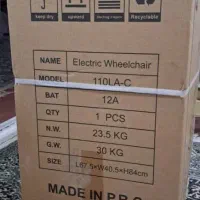 keep dry
Recyclable
NAME Electric Wheelchair
MODEL 110LA-C
BAT 12A
QTY 1 PCS
N.W. 23.5 KG
G.W. 30 KG
SIZE L67.5×W40.5×H64cm
MADE IN P.R.C